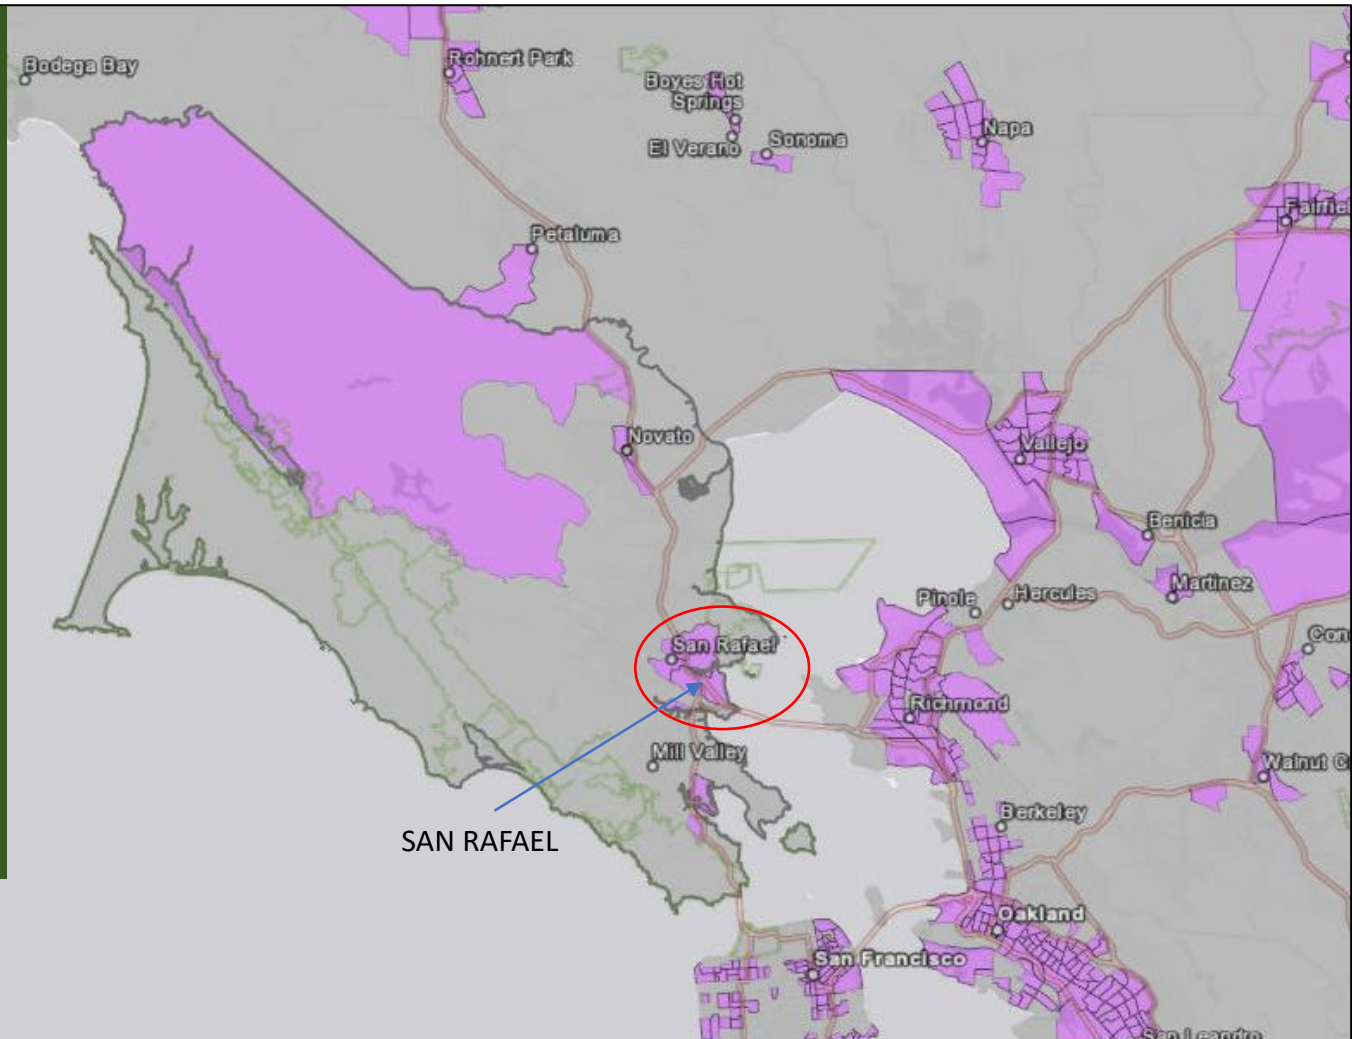 Bodega Bay
Rohnert Park
Boyes Hot
Springs
El Verano
Sonoma
Napa
Fairfiel
Petaluma
Novato
Vallejo
Benicia
Martinez
Pinole
Hercules
Con
San Rafael
Richmond
Mill Valley
Walnut C
SAN RAFAEL
Berkeley
Oakland
San Francisco
San Leandro